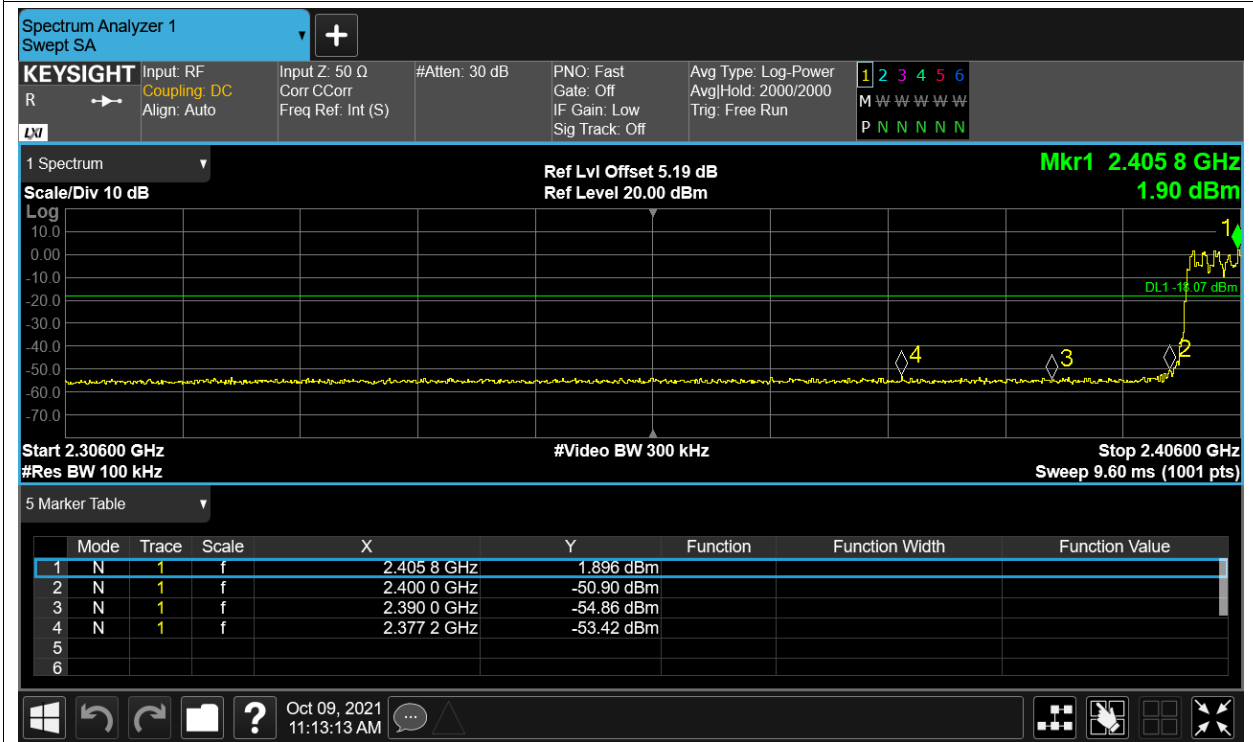 Spectrum Analyzer 1
Swept SA
+
KEYSIGHT Input: RF Input Z: 50 Ω #Atten: 30 dB PNO: Fast Avg Type: Log-Power 1 2 3 4 5 6
R Coupling: DC Corr CCorr Gate: Off Avg|Hold: 2000/2000 M W W W W W
Align: Auto Freq Ref: Int (S) IF Gain: Low Trig: Free Run
LXI Sig Track: Off P N N N N N N
1 Spectrum Ref Lvl Offset 5.19 dB Mkr1 2.405 8 GHz
Scale/Div 10 dB Ref Level 20.00 dBm 1.90 dBm
Log
10.0 1
0.00
-10.0
DL1 -18.07 dBm
-20.0
-30.0
-40.0 4 3 2
-50.0
-60.0
-70.0
Start 2.30600 GHz #Video BW 300 kHz Stop 2.40600 GHz
#Res BW 100 kHz Sweep 9.60 ms (1001 pts)
5 Marker Table
Mode Trace Scale X Y Function Function Width Function Value
1 N 1 f 2.405 8 GHz 1.896 dBm
2 N 1 f 2.400 0 GHz -50.90 dBm
3 N 1 f 2.390 0 GHz -54.86 dBm
4 N 1 f 2.377 2 GHz -53.42 dBm
5
6
? Oct 09, 2021
11:13:13 AM